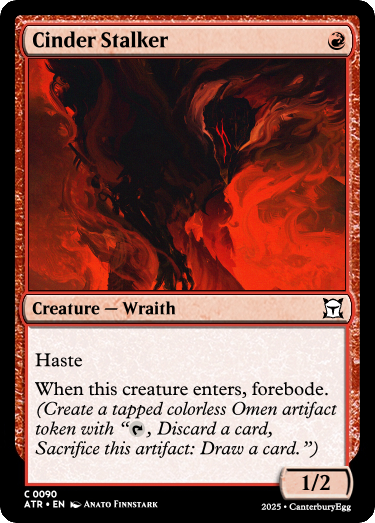 Cinder Stalker
Creature — Wraith
Haste
When this creature enters, forebode.
(Create a tapped colorless Omen artifact
token with “, Discard a card,
Sacrifice this artifact: Draw a card.”)
1/2
C 0090
ATR • EN Anato Finnstark
2025 • CanterburyEgg